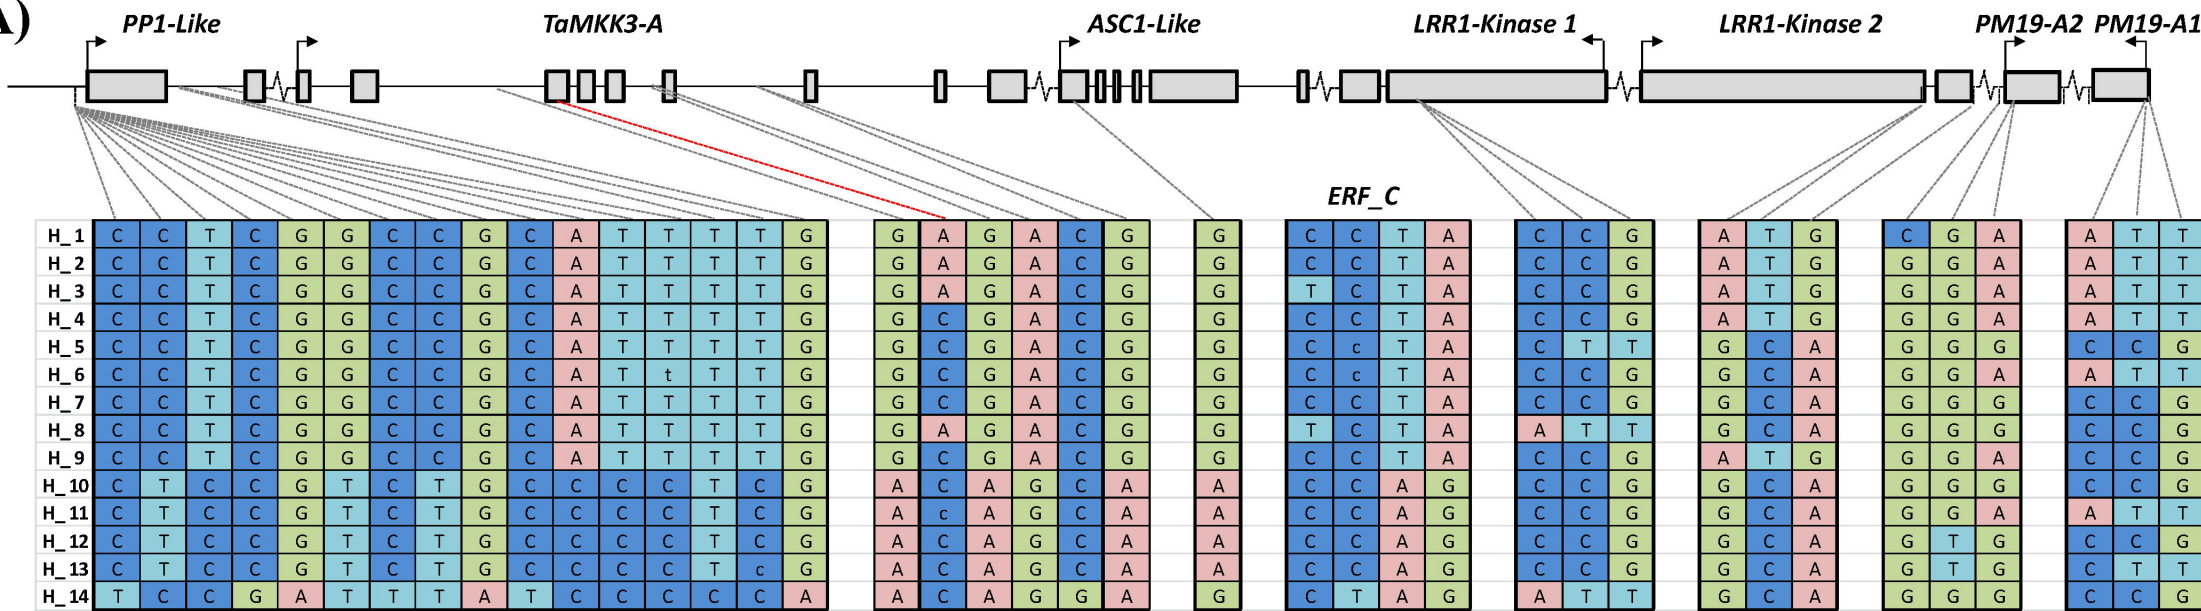 A)
PP1-Like TaMKK3-A ASC1-Like LRR1-Kinase 1 LRR1-Kinase 2 PM19-A2 PM19-A1
ERF_C
H_1 C C T C G G C C G C A T T T T G G A G A C G G C C T A C C G A T G C G A A T T
H_2 C C T C G G C C G C A T T T T G G A G A C G G C C T A C C G A T G G G A A T T
H_3 C C T C G G C C G C A T T T T G G A G A C G G T C T A C C G A T G G G A A T T
H_4 C C T C G G C C G C A T T T T G G C G A C G G C C T A C C G A T G G G A A T T
H_5 C C T C G G C C G C A T T T T G G C G A C G G C c T A C T T G C A G G G C C G
H_6 C C T C G G C C G C A T t T T G G C G A C G G C c T A C C G G C A G G A A T T
H_7 C C T C G G C C G C A T T T T G G C G A C G G C C T A C C G G C A G G G C C G
H_8 C C T C G G C C G C A T T T T G G A G A C G G T C T A A T T G C A G G G C C G
H_9 C C T C G G C C G C A T T T T G G C G A C G G C C T A C C G A T G G G A C C G
H_10 C T C C G T C T G C C C C T C G A C A G C A A C C A G C C G G C A G G G C C G
H_11 C T C C G T C T G C C C C T C G A c A G C A A C C A G C C G G C A G G A A T T
H_12 C T C C G T C T G C C C C T C G A C A G C A A C C A G C C G G C A G T G C C G
H_13 C T C C G T C T G C C C C T c G A C A G C A A C C A G C C G G C A G T G C T T
H_14 T C C G A T T T A T C C C C C A A C A G G A G C T A G A T T G C A G G G C C G